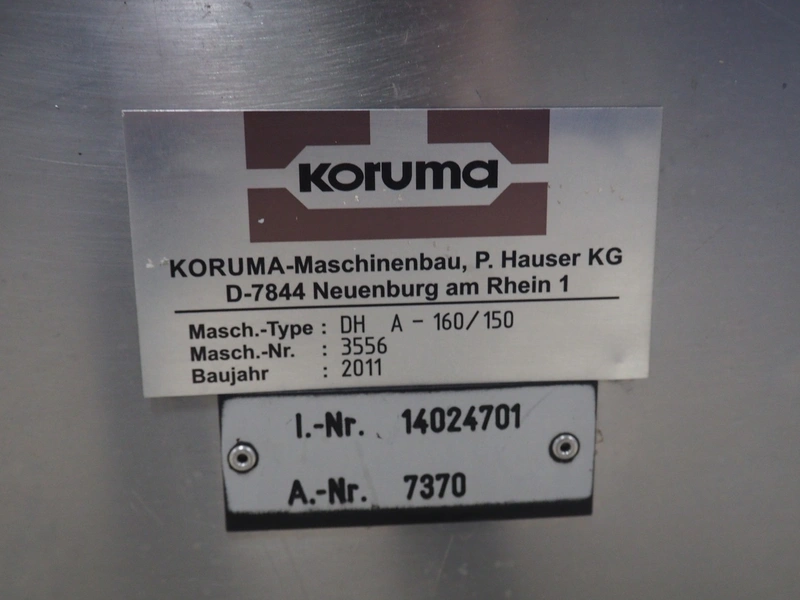 Koruma
KORUMA-Maschinenbau, P. Hauser KG
D-7844 Neuenburg am Rhein 1
Masch.-Type : DH A - 160/150
Masch.-Nr. : 3556
Baujahr : 2011
I.-Nr. 14024701
A.-Nr. 7370